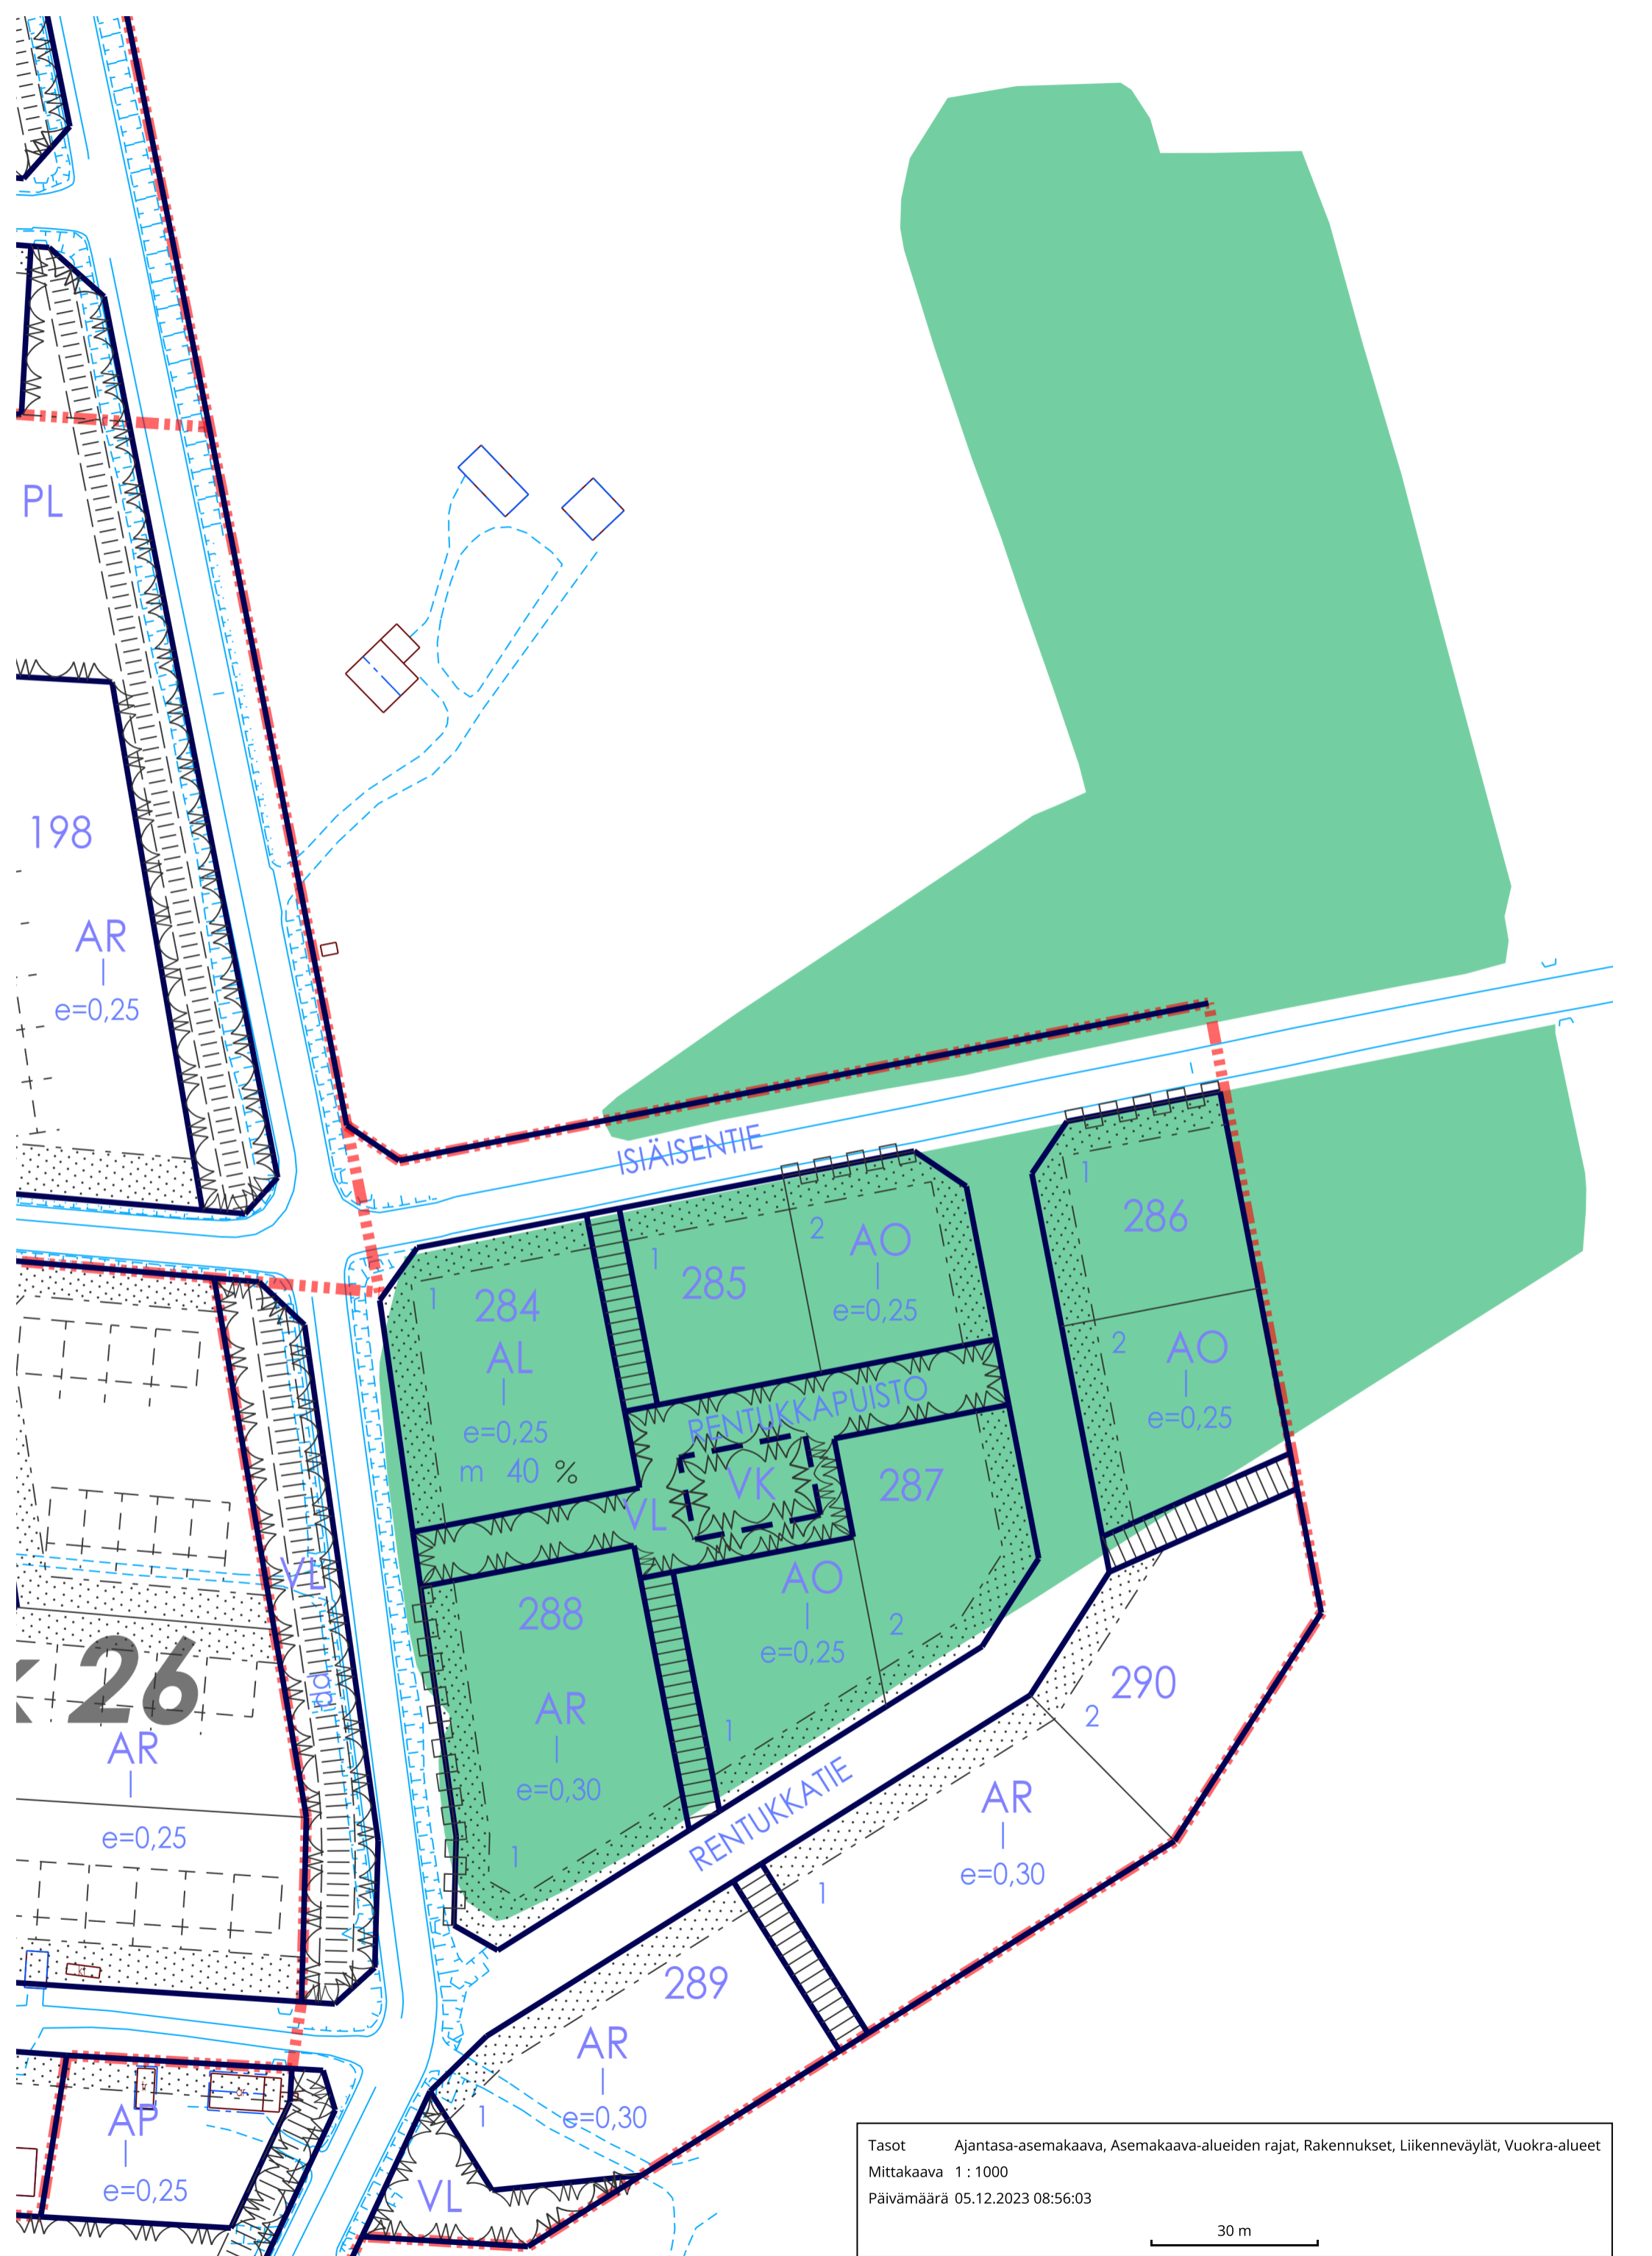 PL
198
AR
I
e=0,25
ISIÄISENTIE
1
286
2
AO
I
e=0,25
1
285
1
284
AL
I
e=0,25
m 40 %
2
AO
I
e=0,25
RENTUKKAPUISTO
VK
VL
287
AO
I
e=0,25
2
1
288
AR
I
e=0,30
1
VL
pp
26
AR
I
e=0,25
RENTUKKATIE
290
2
AR
I
e=0,30
1
289
AR
I
e=0,30
1
AP
I
e=0,25
VL
Tasot Ajantasa-asemakaava, Asemakaava-alueiden rajat, Rakennukset, Liikenneväylät, Vuokra-alueet
Mittakaava 1 : 1000
Päivämäärä 05.12.2023 08:56:03
30 m